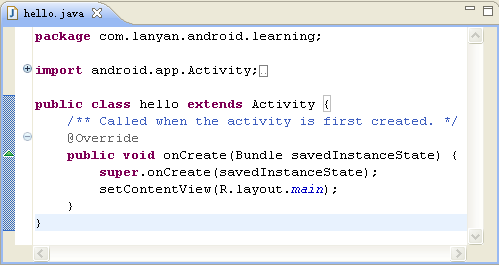 hello.java
package com.lanyan.android.learning;
import android.app.Activity;
public class hello extends Activity {
/** Called when the activity is first created. */
@Override
public void onCreate(Bundle savedInstanceState) {
super.onCreate(savedInstanceState);
setContentView(R.layout.main);
}
}